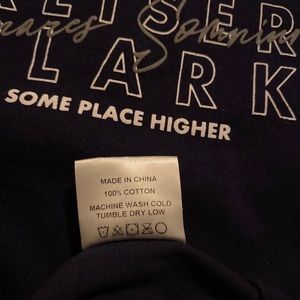 LARK
SOME PLACE HIGHER
MADE IN CHINA
100% COTTON
MACHINE WASH COLD
TUMBLE DRY LOW